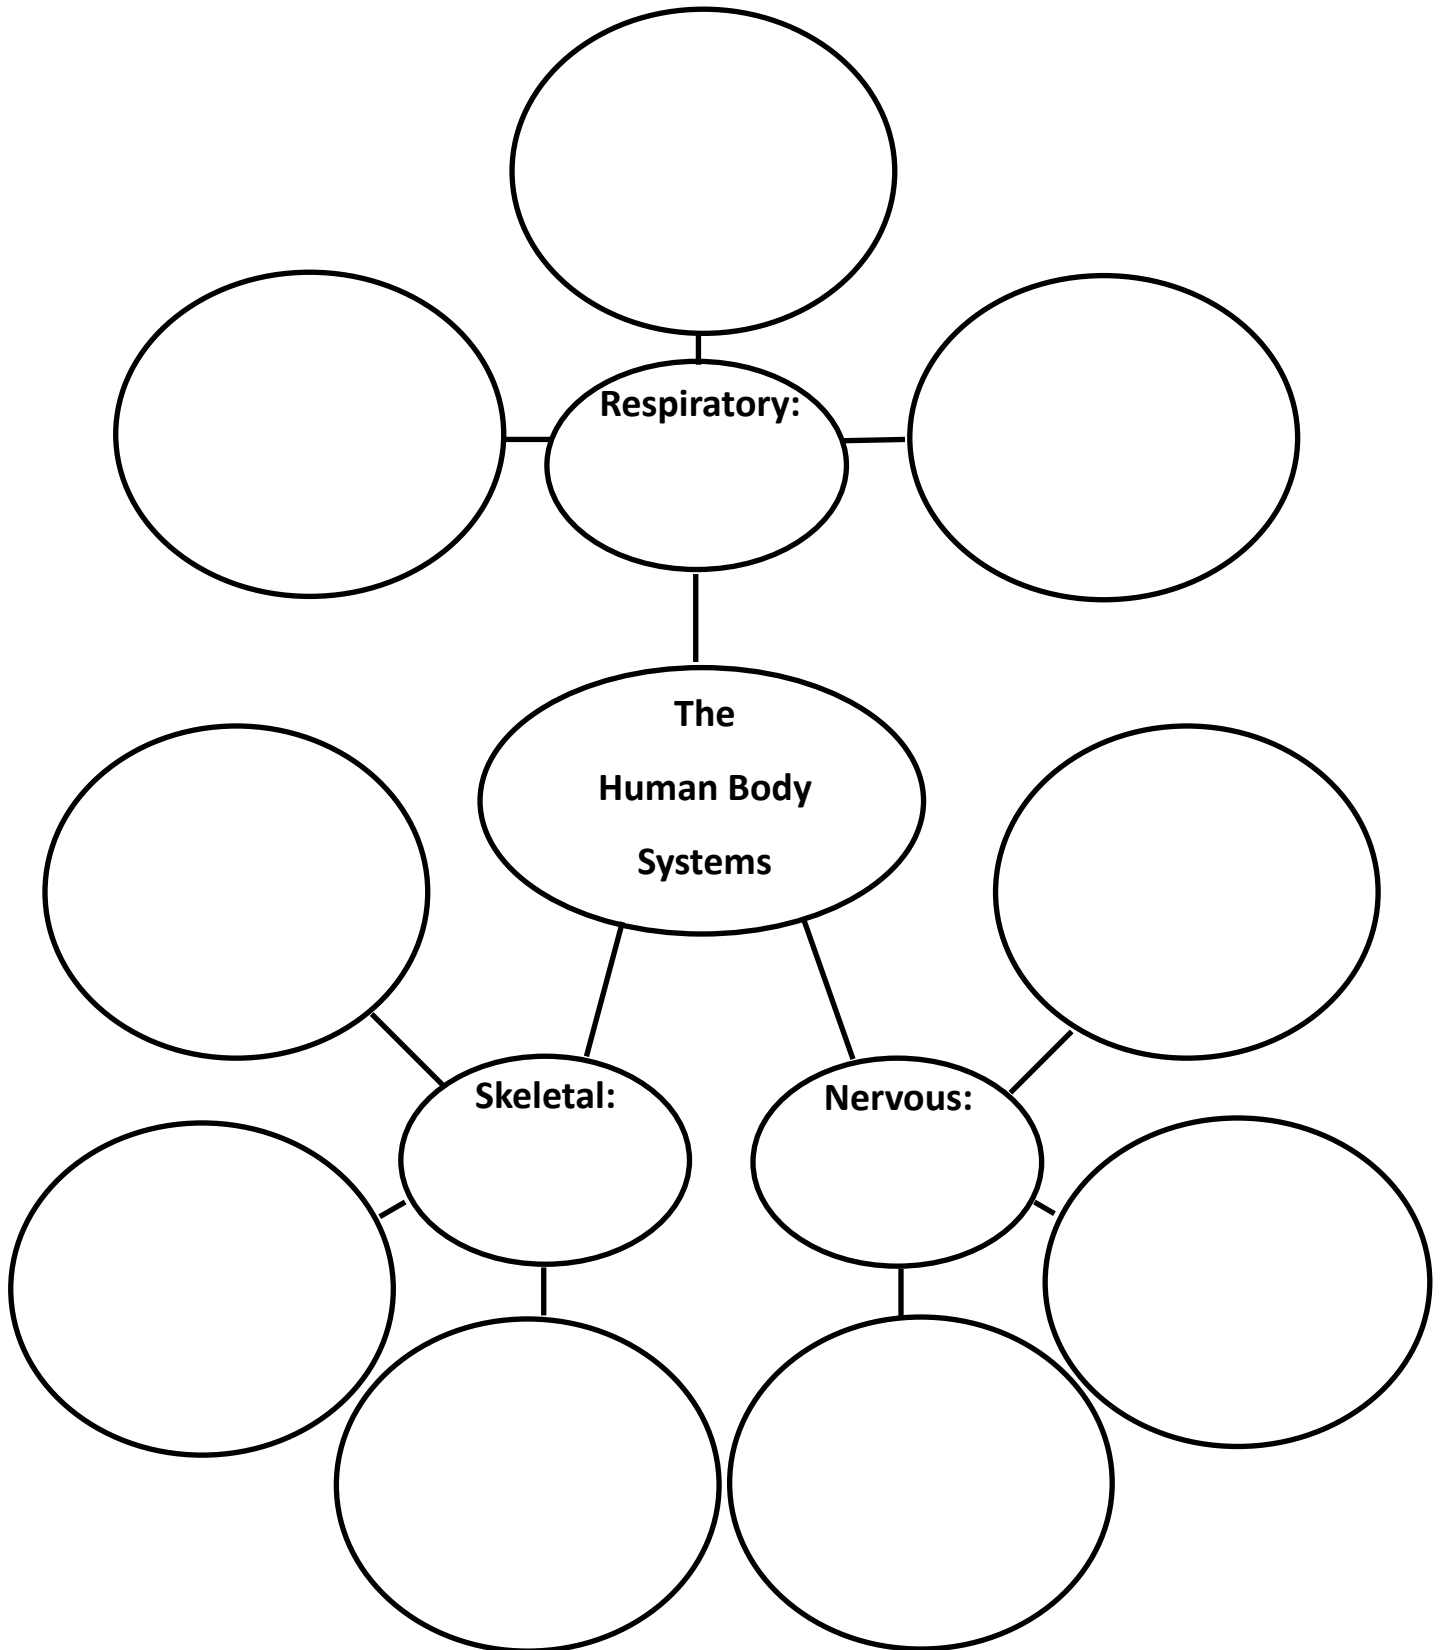 Respiratory:
The
Human Body
Systems
Skeletal:
Nervous: